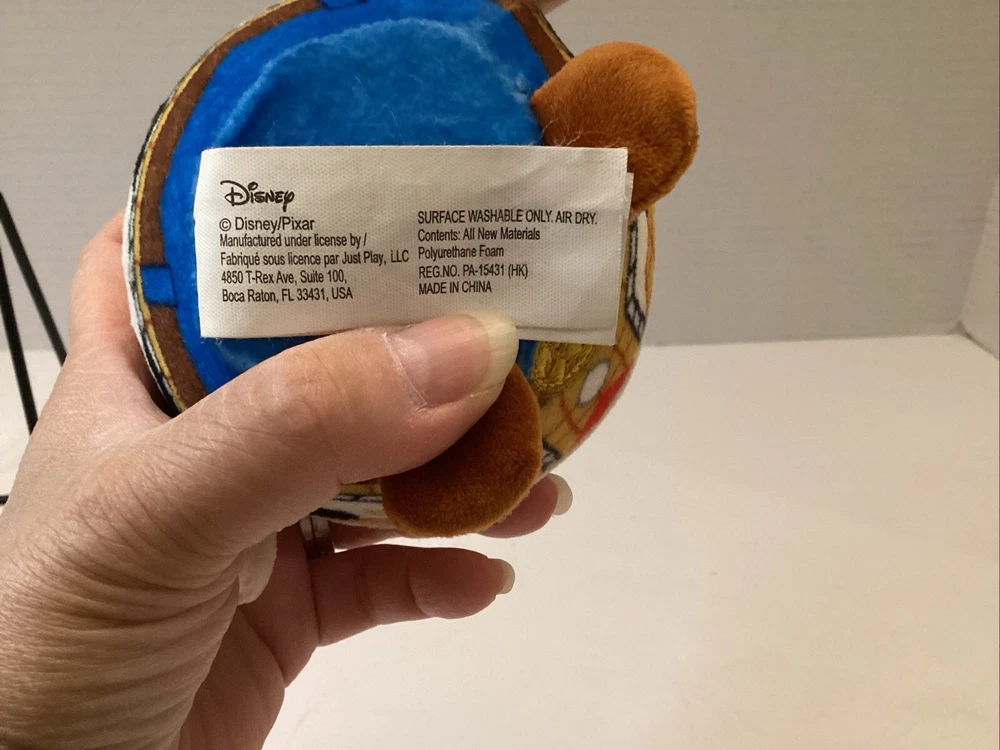 Disney
© Disney/Pixar
Manufactured under license by /
Fabriqué sous licence par Just Play, LLC
4850 T-Rex Ave, Suite 100,
Boca Raton, FL 33431, USA
SURFACE WASHABLE ONLY. AIR DRY.
Contents: All New Materials
Polyurethane Foam
REG.NO. PA-15431 (HK)
MADE IN CHINA